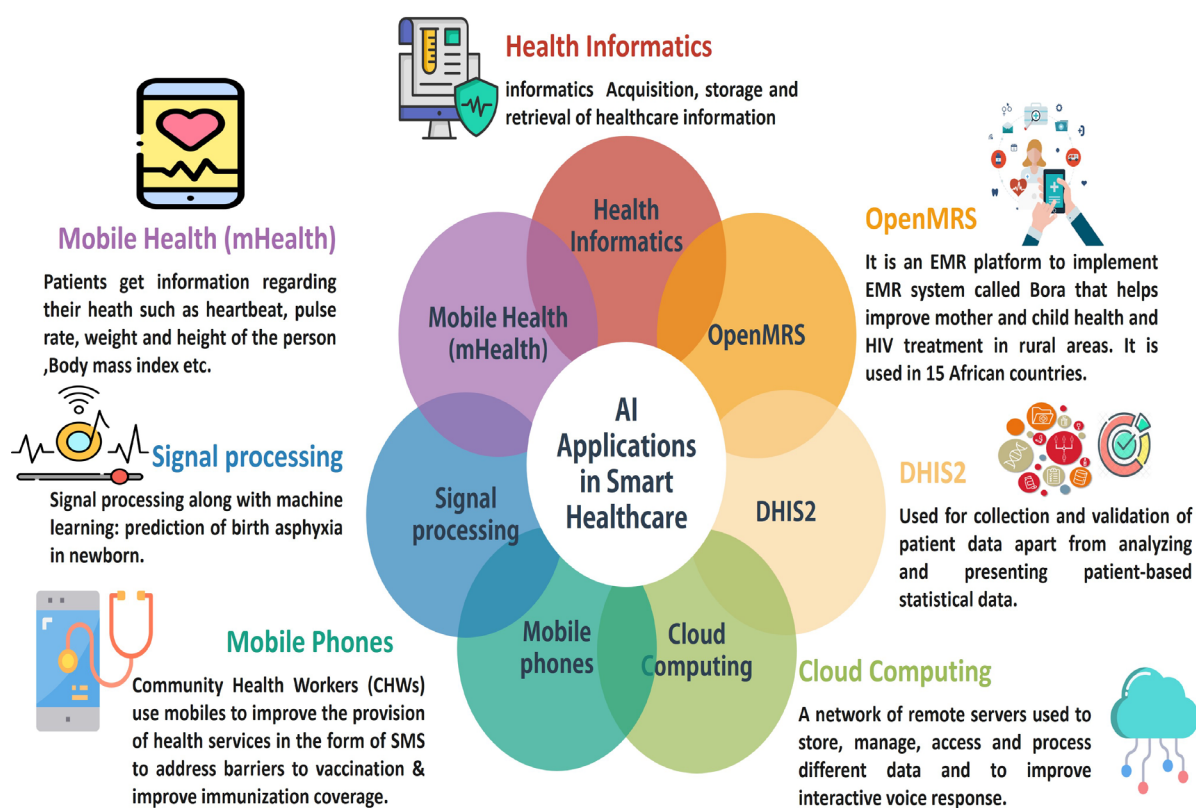 Health Informatics
informatics Acquisition, storage and
retrieval of healthcare information
Mobile Health (mHealth)
Patients get information regarding
their heath such as heartbeat, pulse
rate, weight and height of the person
,Body mass index etc.
Signal processing
Signal processing along with machine
learning: prediction of birth asphyxia
in newborn.
Mobile Phones
Community Health Workers (CHWs)
use mobiles to improve the provision
of health services in the form of SMS
to address barriers to vaccination &
improve immunization coverage.
Health
Informatics
Mobile Health
(mHealth)
OpenMRS
AI
Applications
in Smart
Healthcare
Signal
processing
DHIS2
Mobile
phones
Cloud
Computing
OpenMRS
It is an EMR platform to implement
EMR system called Bora that helps
improve mother and child health and
HIV treatment in rural areas. It is
used in 15 African countries.
DHIS2
Used for collection and validation of
patient data apart from analyzing
and presenting patient-based
statistical data.
Cloud Computing
A network of remote servers used to
store, manage, access and process
different data and to improve
interactive voice response.